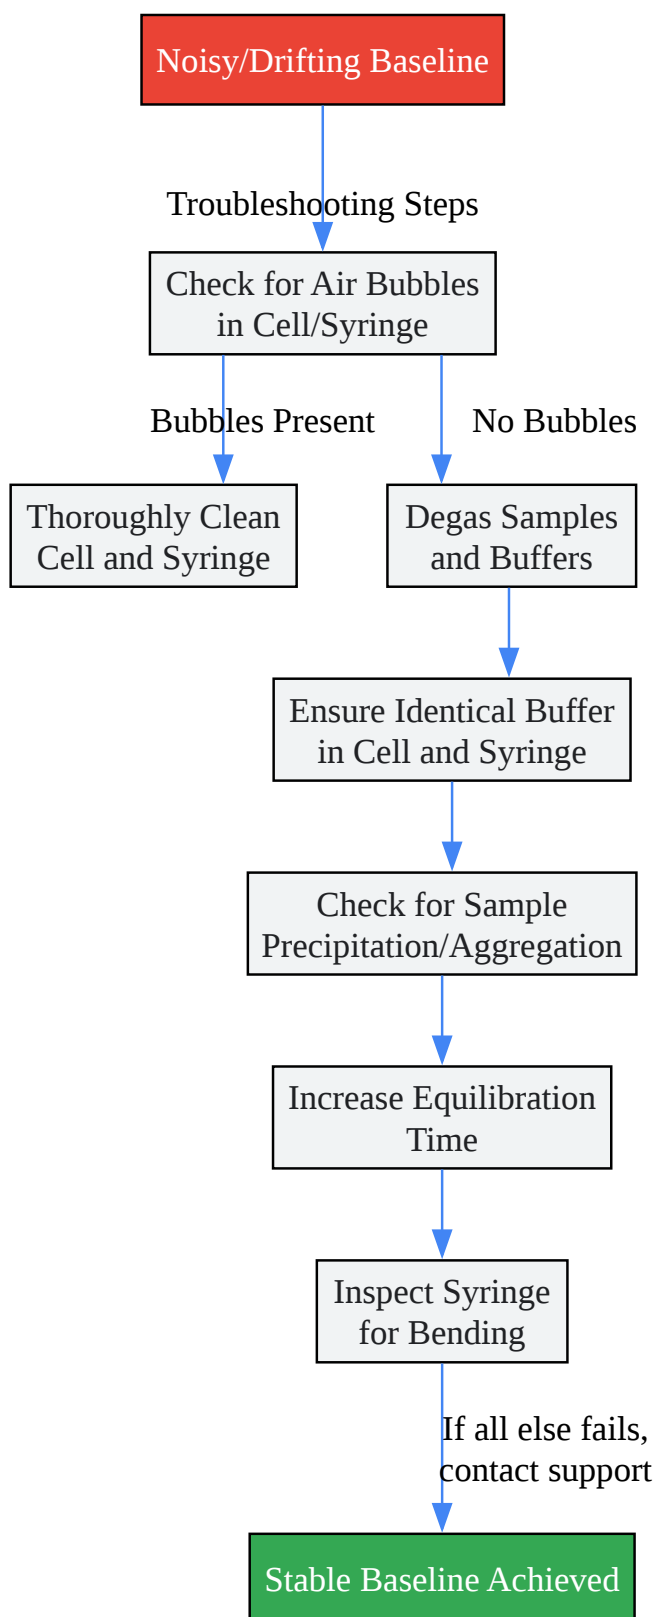 Noisy/Drifting Baseline
Troubleshooting Steps
Check for Air Bubbles
in Cell/Syringe
Bubbles Present
No Bubbles
Thoroughly Clean
Cell and Syringe
Degas Samples
and Buffers
Ensure Identical Buffer
in Cell and Syringe
Check for Sample
Precipitation/Aggregation
Increase Equilibration
Time
Inspect Syringe
for Bending
If all else fails,
contact support
Stable Baseline Achieved